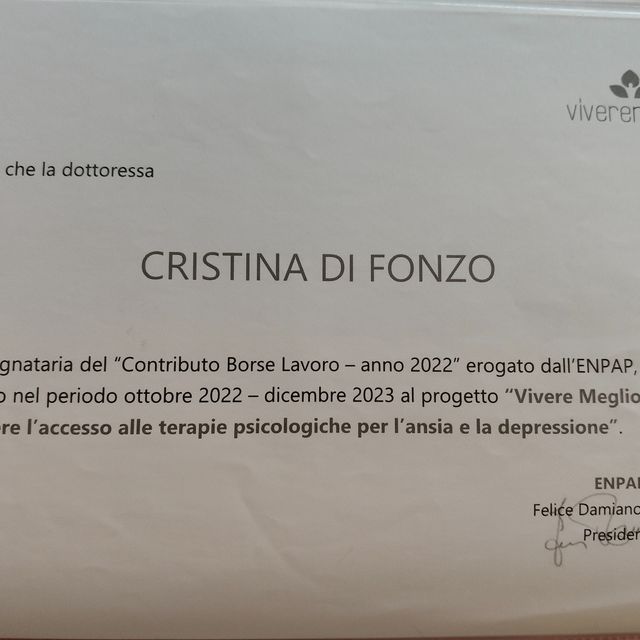 viverer
che la dottoressa
CRISTINA DI FONZO
gnataria del “Contributo Borse Lavoro – anno 2022” erogato dall’ENPAP,
o nel periodo ottobre 2022 – dicembre 2023 al progetto “Vivere Meglio
re l’accesso alle terapie psicologiche per l’ansia e la depressione”.
ENPAP
Felice Damiano
Presiden